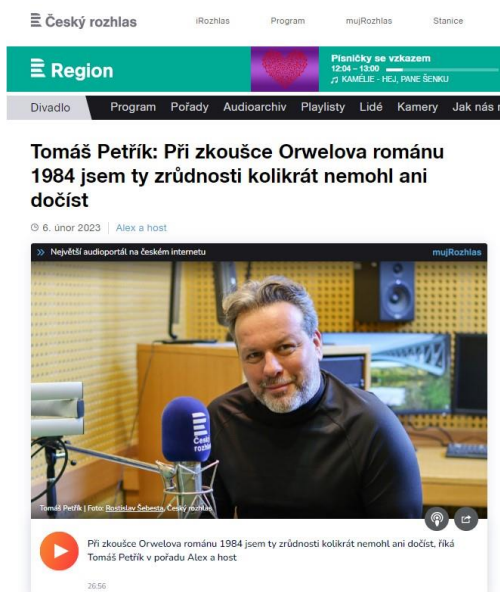 Český rozhlas
iRozhlas Program mujRozhlas Stanice
Region
Písničky se vzkazem
12:04 – 13:00
KAMÉLIE - HEJ, PANE ŠENKU
Divadlo Program Pořady Audioarchiv Playlisty Lidé Kamery Jak nás
Tomáš Petřík: Při zkoušce Orwelova románu
1984 jsem ty zrůdnosti kolikrát nemohl ani
dočíst
6. únor 2023 Alex a host
Největší audioportál na českém internetu mujRozhlas
Český
rozhlas
Tomáš Petřík | Foto: Rostislav Šebesta, Český rozhlas
Při zkoušce Orwelova románu 1984 jsem ty zrůdnosti kolikrát nemohl ani dočíst, říká
Tomáš Petřík v pořadu Alex a host
26:56